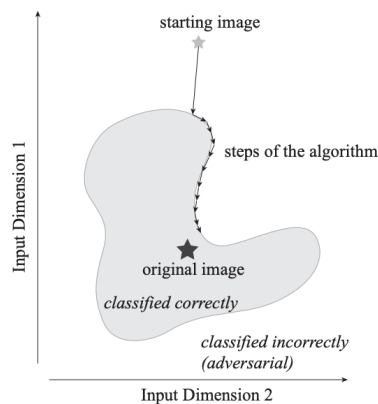 starting image
steps of the algorithm
Input Dimension 1
original image
classified correctly
classified incorrectly
(adversarial)
Input Dimension 2